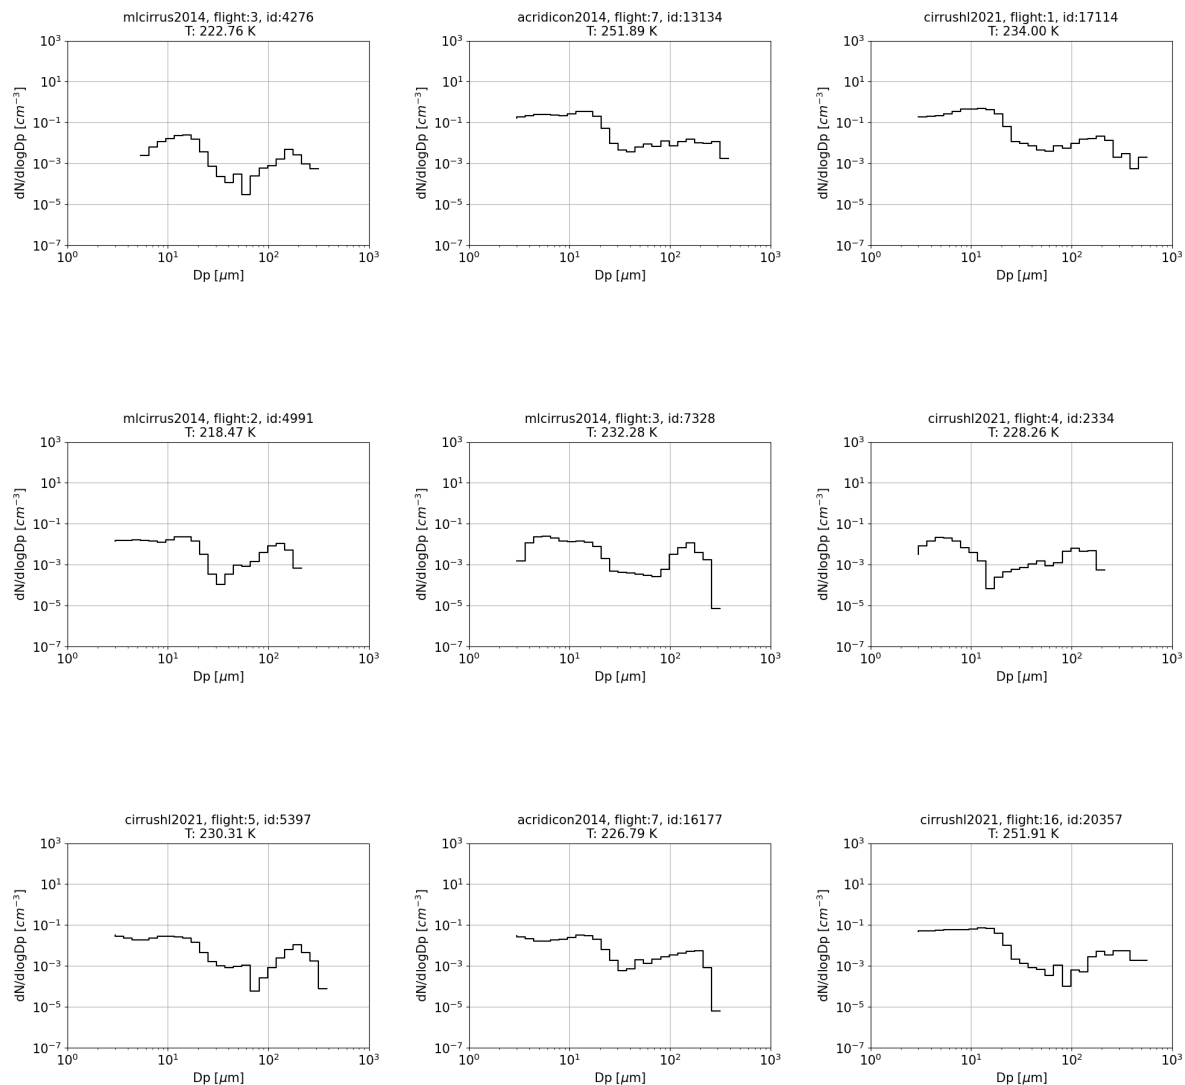 mlcirrus2014, flight:3, id:4276
T: 222.76 K
10³
10¹
10⁻¹
10⁻³
10⁻⁵
10⁻⁷
dN/dlogDp [cm⁻³]
10⁰ 10¹ 10² 10³
Dp [μm]
acridicon2014, flight:7, id:13134
T: 251.89 K
10³
10¹
10⁻¹
10⁻³
10⁻⁵
10⁻⁷
dN/dlogDp [cm⁻³]
10⁰ 10¹ 10² 10³
Dp [μm]
cirrushl2021, flight:1, id:17114
T: 234.00 K
10³
10¹
10⁻¹
10⁻³
10⁻⁵
10⁻⁷
dN/dlogDp [cm⁻³]
10⁰ 10¹ 10² 10³
Dp [μm]
mlcirrus2014, flight:2, id:4991
T: 218.47 K
10³
10¹
10⁻¹
10⁻³
10⁻⁵
10⁻⁷
dN/dlogDp [cm⁻³]
10⁰ 10¹ 10² 10³
Dp [μm]
mlcirrus2014, flight:3, id:7328
T: 232.28 K
10³
10¹
10⁻¹
10⁻³
10⁻⁵
10⁻⁷
dN/dlogDp [cm⁻³]
10⁰ 10¹ 10² 10³
Dp [μm]
cirrushl2021, flight:4, id:2334
T: 228.26 K
10³
10¹
10⁻¹
10⁻³
10⁻⁵
10⁻⁷
dN/dlogDp [cm⁻³]
10⁰ 10¹ 10² 10³
Dp [μm]
cirrushl2021, flight:5, id:5397
T: 230.31 K
10³
10¹
10⁻¹
10⁻³
10⁻⁵
10⁻⁷
dN/dlogDp [cm⁻³]
10⁰ 10¹ 10² 10³
Dp [μm]
acridicon2014, flight:7, id:16177
T: 226.79 K
10³
10¹
10⁻¹
10⁻³
10⁻⁵
10⁻⁷
dN/dlogDp [cm⁻³]
10⁰ 10¹ 10² 10³
Dp [μm]
cirrushl2021, flight:16, id:20357
T: 251.91 K
10³
10¹
10⁻¹
10⁻³
10⁻⁵
10⁻⁷
dN/dlogDp [cm⁻³]
10⁰ 10¹ 10² 10³
Dp [μm]